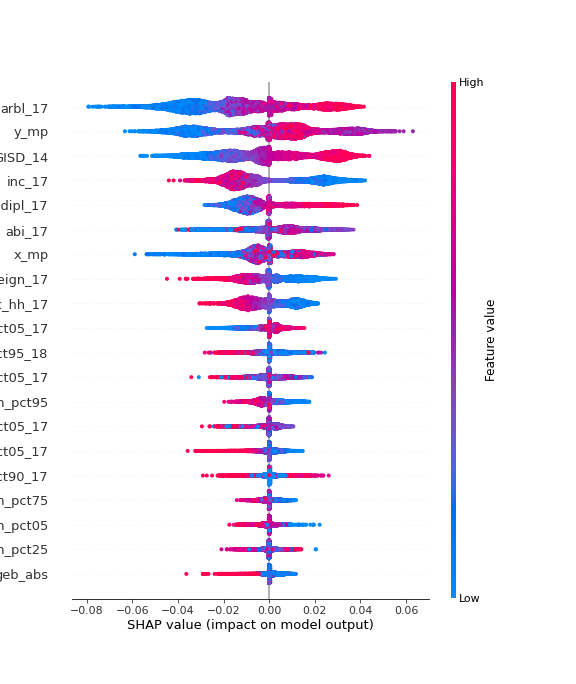 High
arbl_17
y_mp
GISD_14
inc_17
dipl_17
abi_17
x_mp
eign_17
c_hh_17
ct05_17
ct95_18
ct05_17
n_pct95
ct05_17
ct05_17
ct90_17
n_pct75
n_pct05
n_pct25
geb_abs
Feature value
Low
−0.08 −0.06 −0.04 −0.02 0.00 0.02 0.04 0.06
SHAP value (impact on model output)